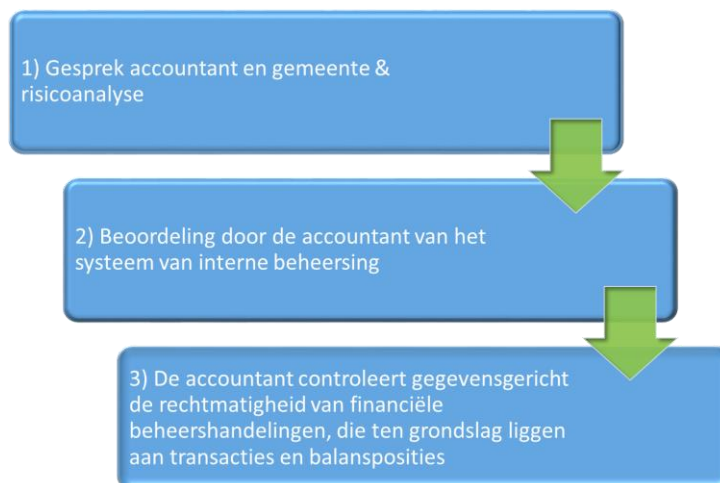 1) Gesprek accountant en gemeente &
risicoanalyse
2) Beoordeling door de accountant van het
systeem van interne beheersing
3) De accountant controleert gegevensgericht
de rechtmatigheid van financiële
beheershandelingen, die ten grondslag liggen
aan transacties en balansposities